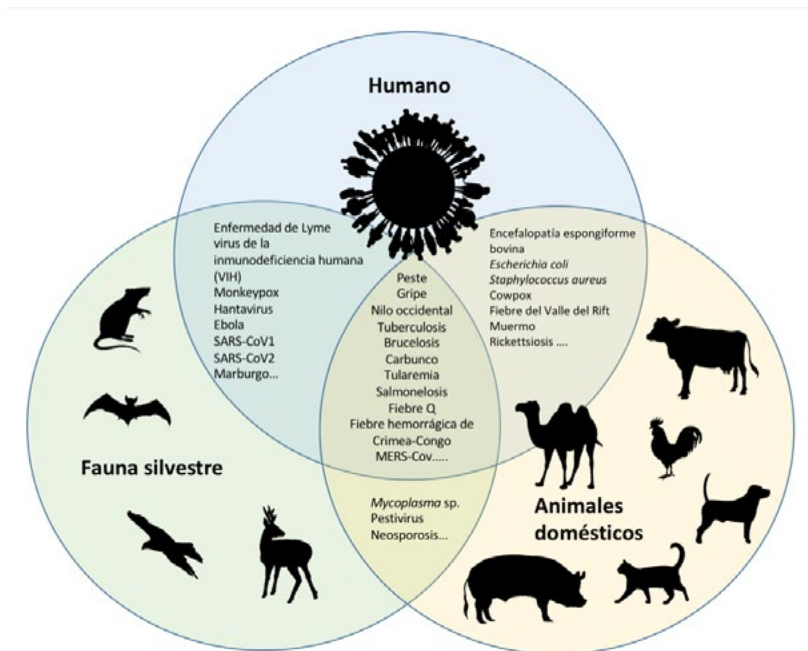 Humano
Enfermedad de Lyme
virus de la
inmunodeficiencia humana
(VIH)
Monkeypox
Hantavirus
Ebola
SARS-CoV1
SARS-CoV2
Marburgo...
Peste
Gripe
Nilo occidental
Tuberculosis
Brucelosis
Carbunco
Tularemia
Salmonelosis
Fiebre Q
Fiebre hemorrágica de
Crimea-Congo
MERS-Cov.....
Encefalopatía espongiforme
bovina
Escherichia coli
Staphylococcus aureus
Cowpox
Fiebre del Valle del Rift
Muermo
Rickettsiosis ....
Fauna silvestre
Mycoplasma sp.
Pestivirus
Neosporosis...
Animales
domésticos